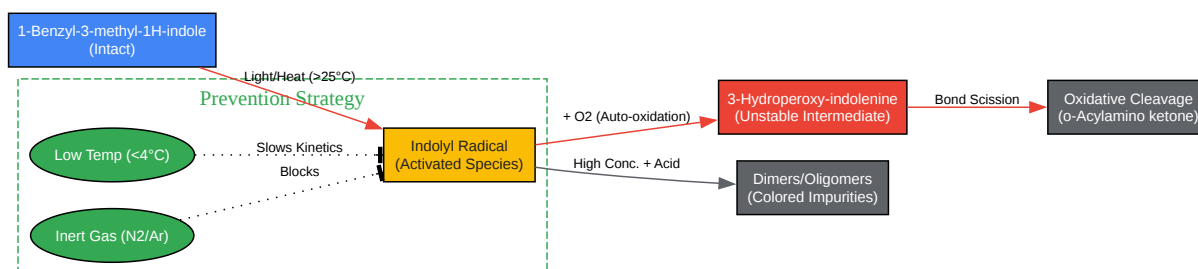 1-Benzyl-3-methyl-1H-indole
(Intact)
Light/Heat (>25°C)
Prevention Strategy
Low Temp (<4°C)
Slows Kinetics
Blocks
Inert Gas (N2/Ar)
Indolyl Radical
(Activated Species)
+ O2 (Auto-oxidation)
High Conc. + Acid
3-Hydroperoxy-indolenine
(Unstable Intermediate)
Bond Scission
Oxidative Cleavage
(o-Acylamino ketone)
Dimers/Oligomers
(Colored Impurities)